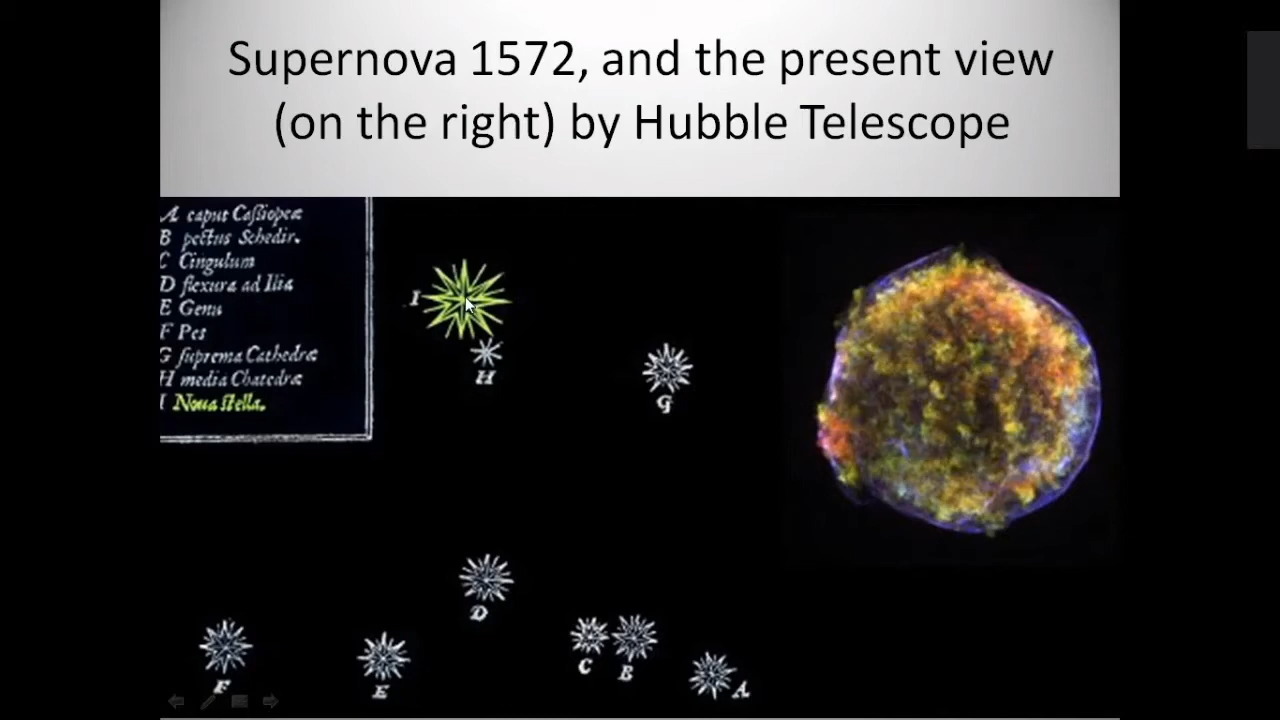 Supernova 1572, and the present view
(on the right) by Hubble Telescope
A caput Caſsiopeæ
B pectus Schedir.
C Cingulum
D flexura ad Ilia
E Genu
F Pes
G ſuprema Cathedræ
H media Chatedræ
I Noua ſtella.
I
H
G
D
C
B
A
E
F